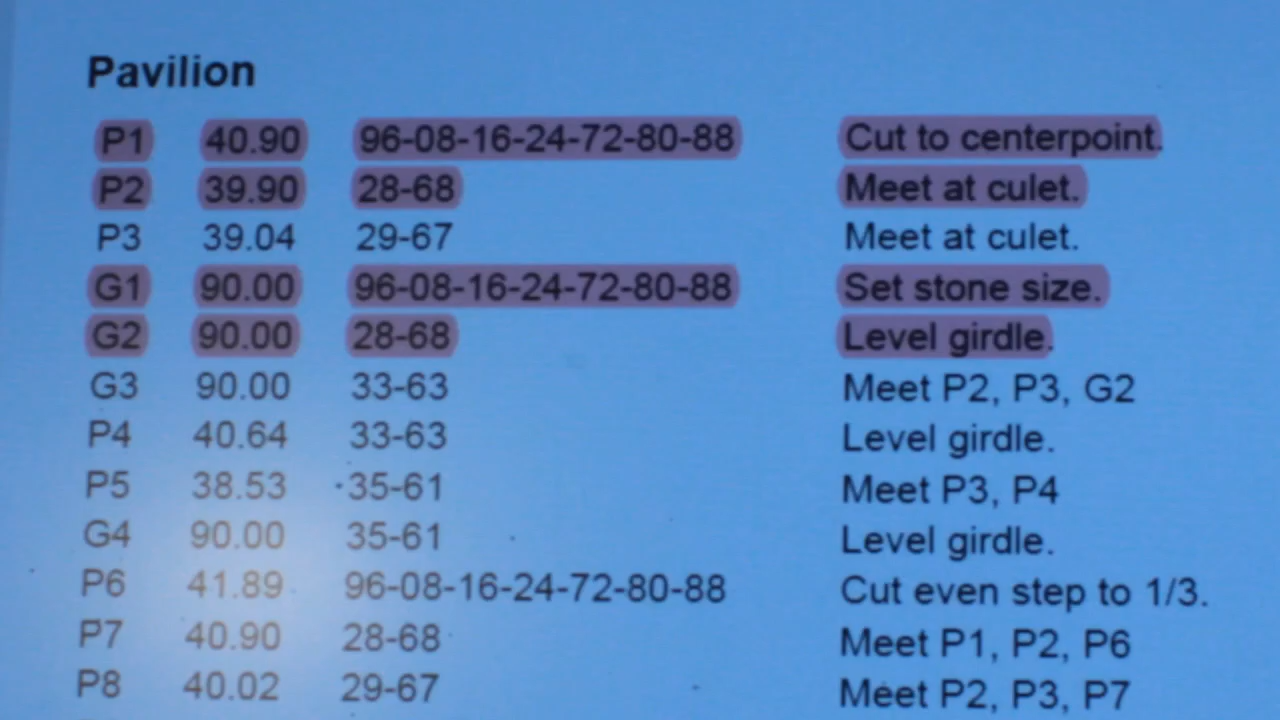 Pavilion
P1 40.90 96-08-16-24-72-80-88 Cut to centerpoint.
P2 39.90 28-68 Meet at culet.
P3 39.04 29-67 Meet at culet.
G1 90.00 96-08-16-24-72-80-88 Set stone size.
G2 90.00 28-68 Level girdle.
G3 90.00 33-63 Meet P2, P3, G2
P4 40.64 33-63 Level girdle.
P5 38.53 35-61 Meet P3, P4
G4 90.00 35-61 Level girdle.
P6 41.89 96-08-16-24-72-80-88 Cut even step to 1/3.
P7 40.90 28-68 Meet P1, P2, P6
P8 40.02 29-67 Meet P2, P3, P7